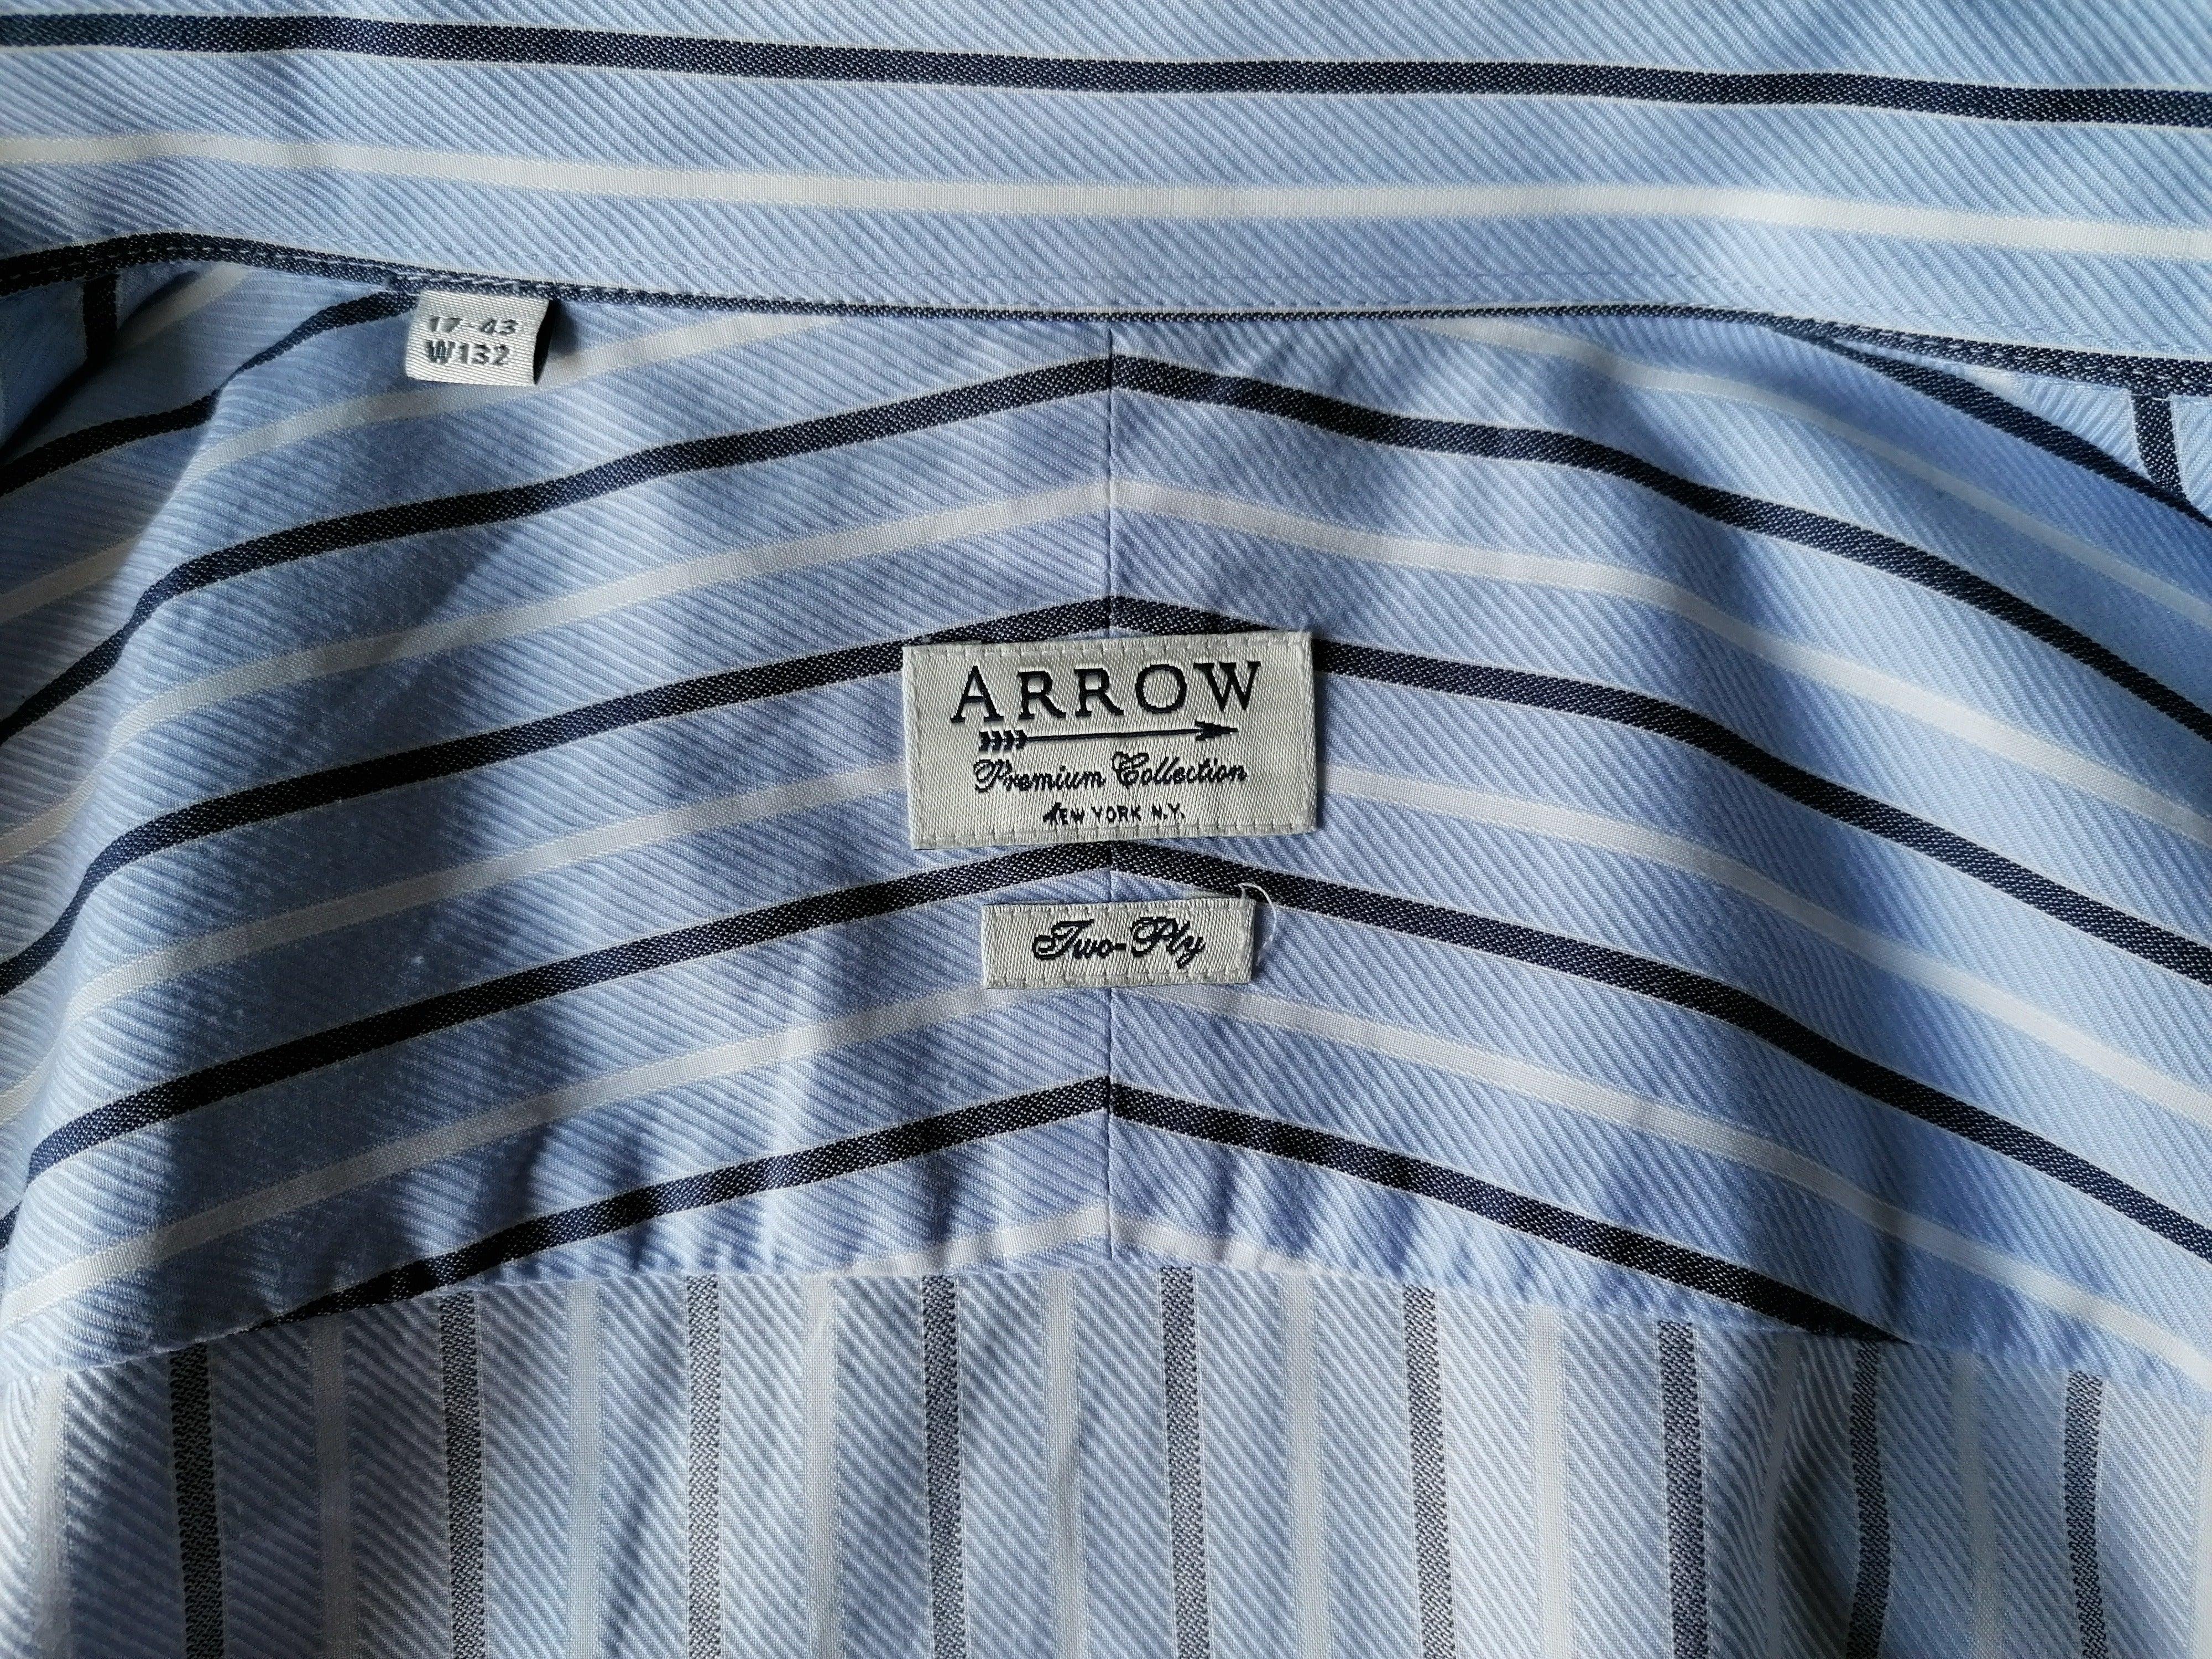 17-43
W132
ARROW
Premium Collection
NEW YORK N.Y.
Two-Ply